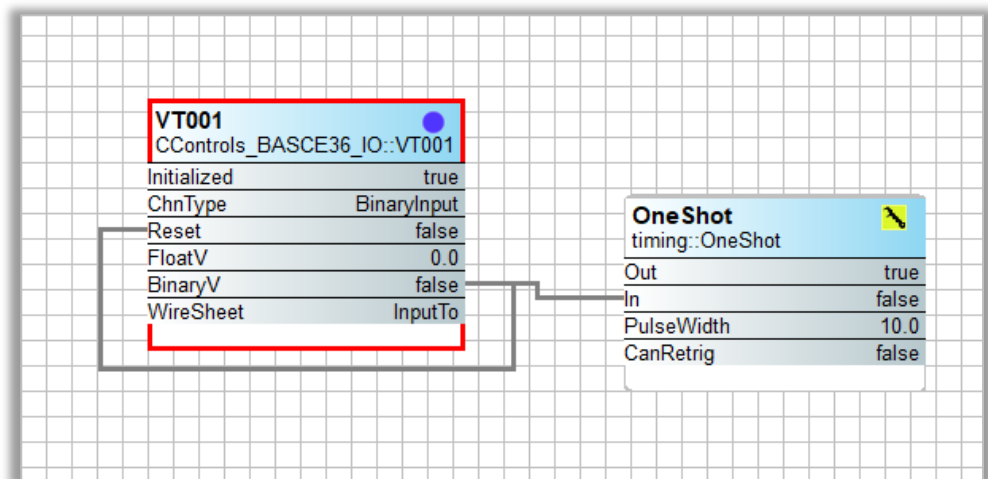 VT001
CControls_BASCE36_IO::VT001
Initialized true
ChnType BinaryInput
Reset false
FloatV 0.0
BinaryV false
WireSheet InputTo
OneShot
timing::OneShot
Out true
In false
PulseWidth 10.0
CanRetrig false